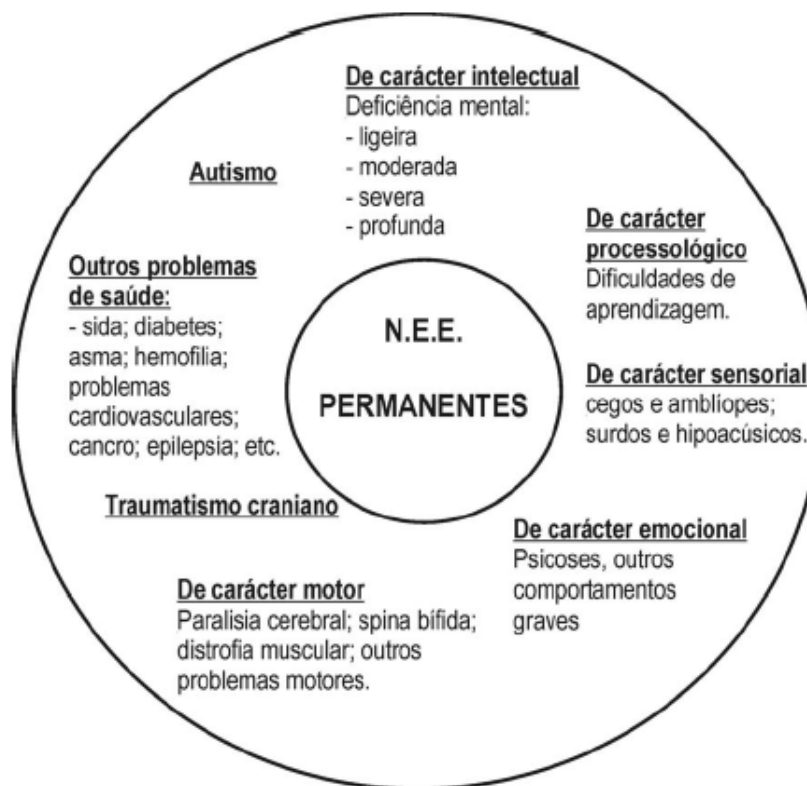 De carácter intelectual
Deficiência mental:
- ligeira
- moderada
- severa
- profunda
De carácter
processológico
Dificuldades de
aprendizagem.
De carácter sensorial
cegos e amblíopes;
surdos e hipoacúsicos.
De carácter emocional
Psicoses, outros
comportamentos
graves
De carácter motor
Paralisia cerebral; spina bífida;
distrofia muscular; outros
problemas motores.
Traumatismo craniano
Outros problemas
de saúde:
- sida; diabetes;
asma; hemofilia;
problemas
cardiovasculares;
cancro; epilepsia; etc.
Autismo
N.E.E.
PERMANENTES